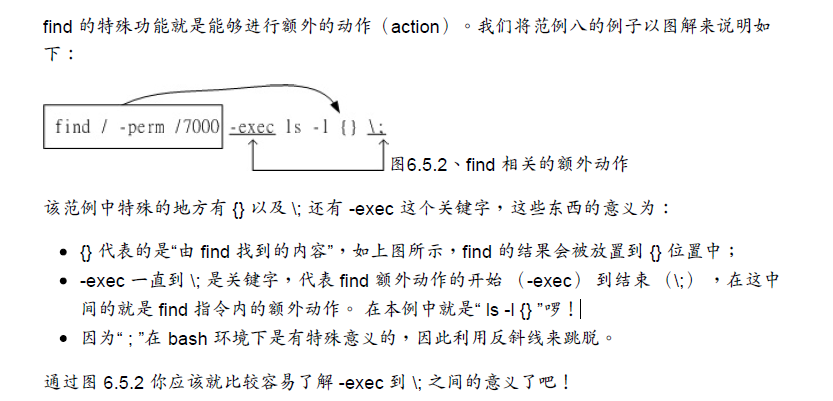 find 的特殊功能就是能够进行额外的动作（action）。我们将范例八的例子以图解来说明如
下：
find / -perm /7000 -exec ls -l {} \;
图6.5.2、find 相关的额外动作
该范例中特殊的地方有 {} 以及 \; 还有 -exec 这个关键字，这些东西的意义为：
• {} 代表的是“由 find 找到的内容”，如上图所示，find 的结果会被放置到 {} 位置中；
• -exec 一直到 \; 是关键字，代表 find 额外动作的开始 （-exec） 到结束 （\;） ，在这中
间的就是 find 指令内的额外动作。 在本例中就是“ ls -l {} ”啰！
• 因为“ ; ”在 bash 环境下是有特殊意义的，因此利用反斜线来跳脱。
通过图 6.5.2 你应该就比较容易了解 -exec 到 \; 之间的意义了吧！